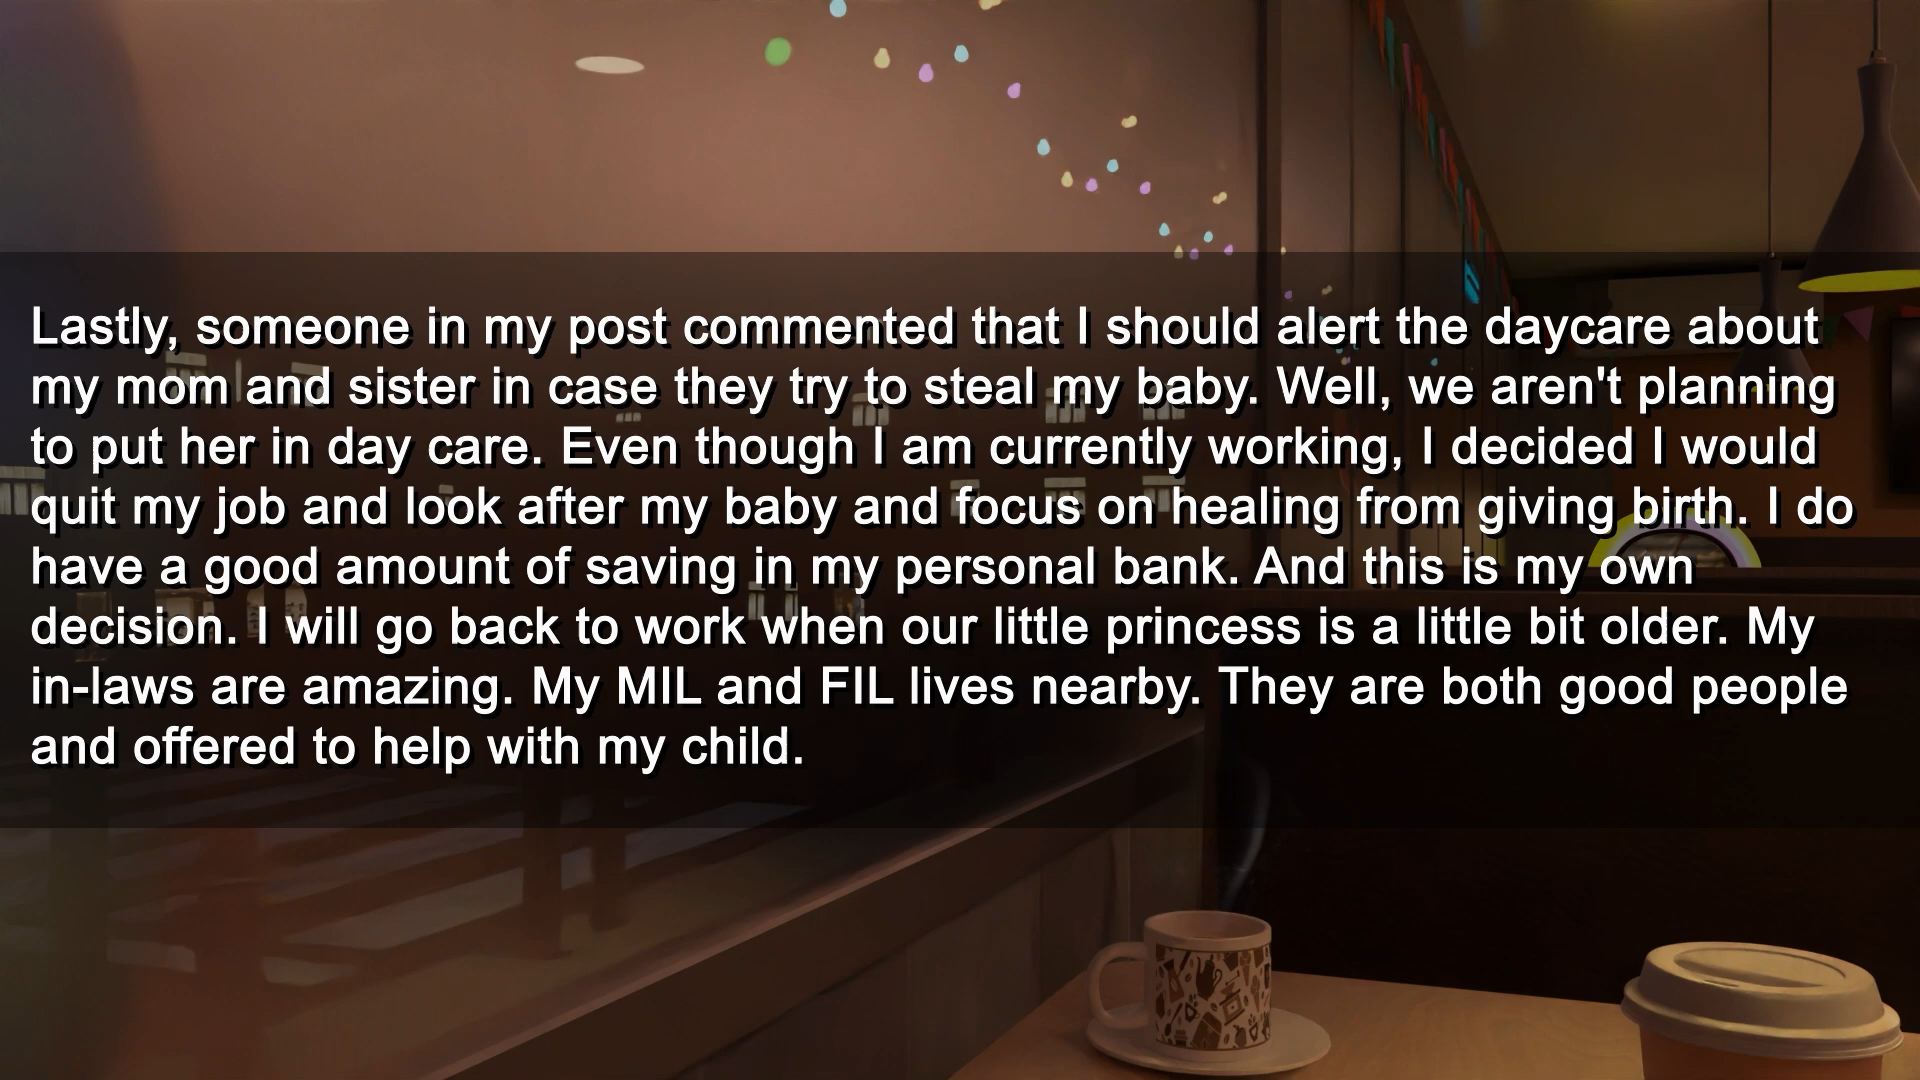 Lastly, someone in my post commented that I should alert the daycare about
my mom and sister in case they try to steal my baby. Well, we aren't planning
to put her in day care. Even though I am currently working, I decided I would
quit my job and look after my baby and focus on healing from giving birth. I do
have a good amount of saving in my personal bank. And this is my own
decision. I will go back to work when our little princess is a little bit older. My
in-laws are amazing. My MIL and FIL lives nearby. They are both good people
and offered to help with my child.